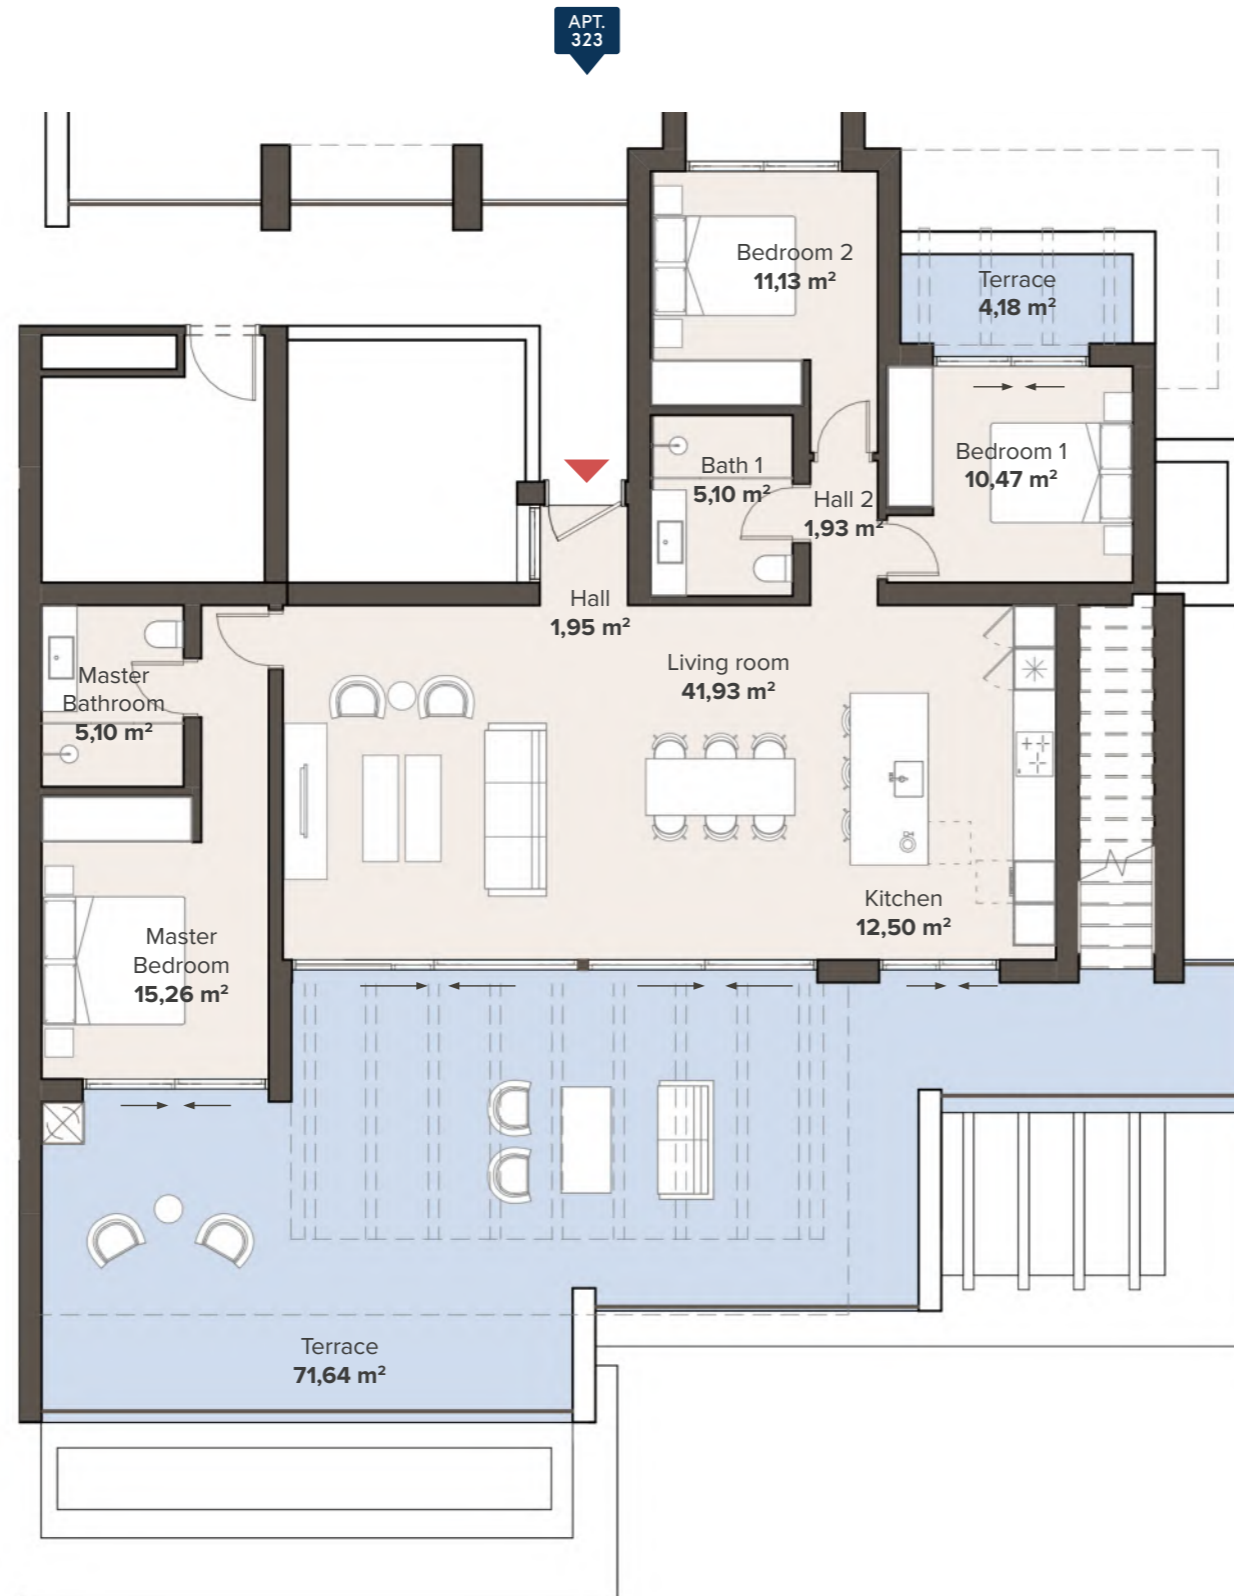 APT.
323
Bedroom 2
11,13 m²
Terrace
4,18 m²
Bath 1
5,10 m²
Bedroom 1
10,47 m²
Hall 2
1,93 m²
Hall
1,95 m²
Living room
41,93 m²
Master
Bathroom
5,10 m²
Kitchen
12,50 m²
Master
Bedroom
15,26 m²
Terrace
71,64 m²